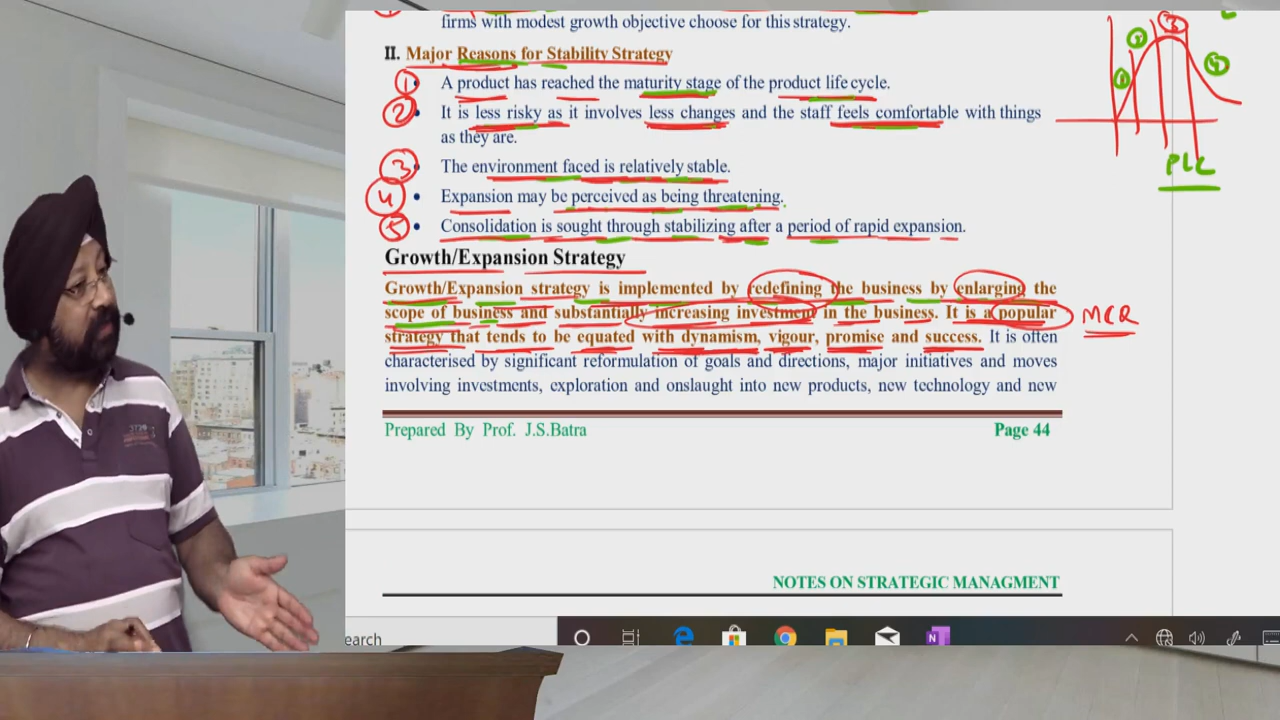 firms with modest growth objective choose for this strategy.
II. Major Reasons for Stability Strategy
1 • A product has reached the maturity stage of the product life cycle.
2 • It is less risky as it involves less changes and the staff feels comfortable with things
as they are.
3 • The environment faced is relatively stable.
4 • Expansion may be perceived as being threatening.
5 • Consolidation is sought through stabilizing after a period of rapid expansion.
1 2 3 4
PLC
Growth/Expansion Strategy
Growth/Expansion strategy is implemented by redefining the business by enlarging the
scope of business and substantially increasing investment in the business. It is a popular MCQ
strategy that tends to be equated with dynamism, vigour, promise and success. It is often
characterised by significant reformulation of goals and directions, major initiatives and moves
involving investments, exploration and onslaught into new products, new technology and new
Prepared By Prof. J.S.Batra Page 44
NOTES ON STRATEGIC MANAGMENT
earch